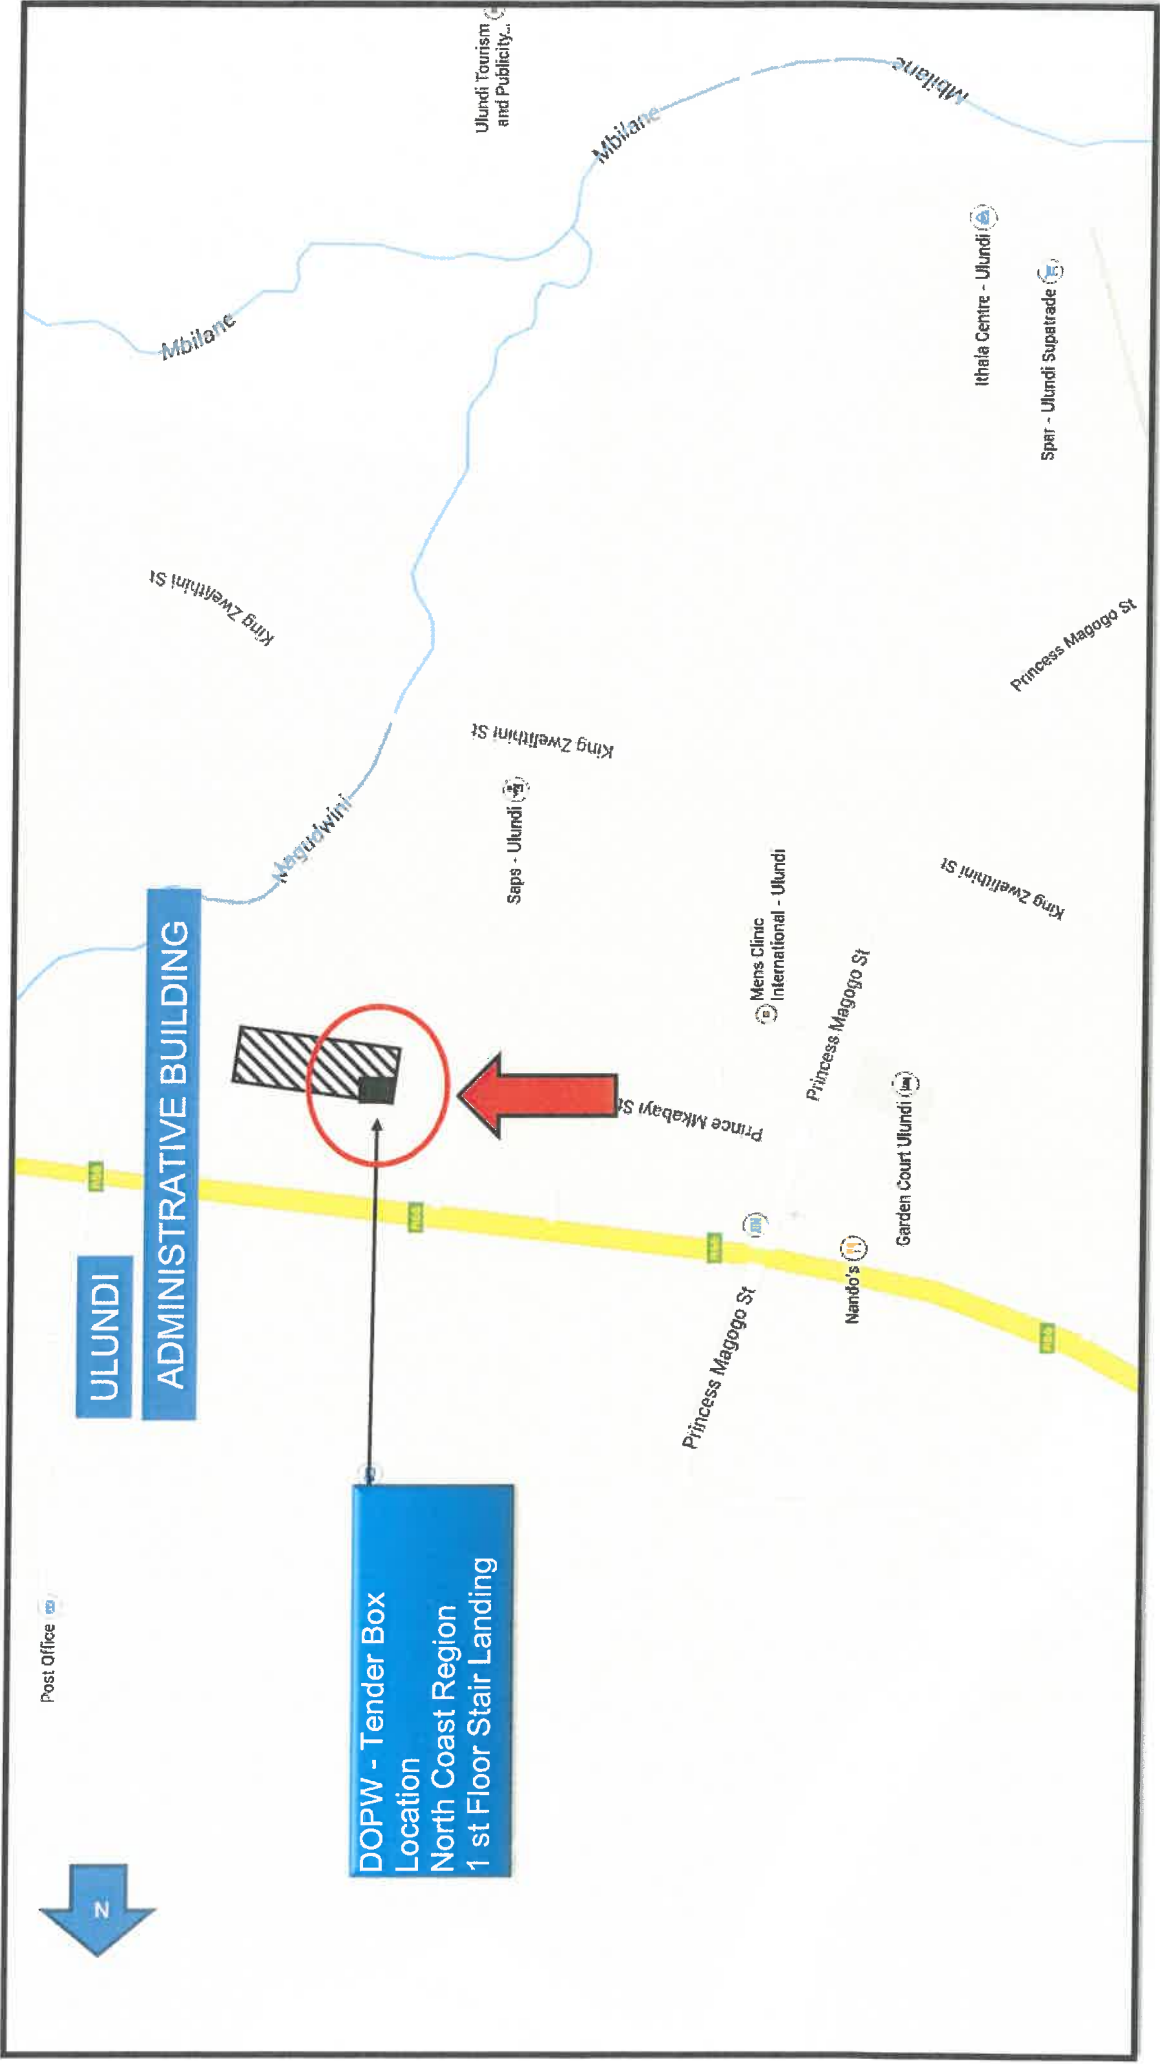 ULUNDI
ADMINISTRATIVE BUILDING
Post Office
N
DOPW - Tender Box
Location
North Coast Region
1 st Floor Stair Landing
Mbilane
King Zwelithini St
Magudwini
Ulundi Tourism
and Publicity...
Mbilane
Mbilane
King Zwelithini St
Saps - Ulundi
Prince Mkabayi St
Mens Clinic
International - Ulundi
Princess Magogo St
Princess Magogo St
Nando's
Garden Court Ulundi
King Zwelithini St
Princess Magogo St
Ithala Centre - Ulundi
Spar - Ulundi Supatrade